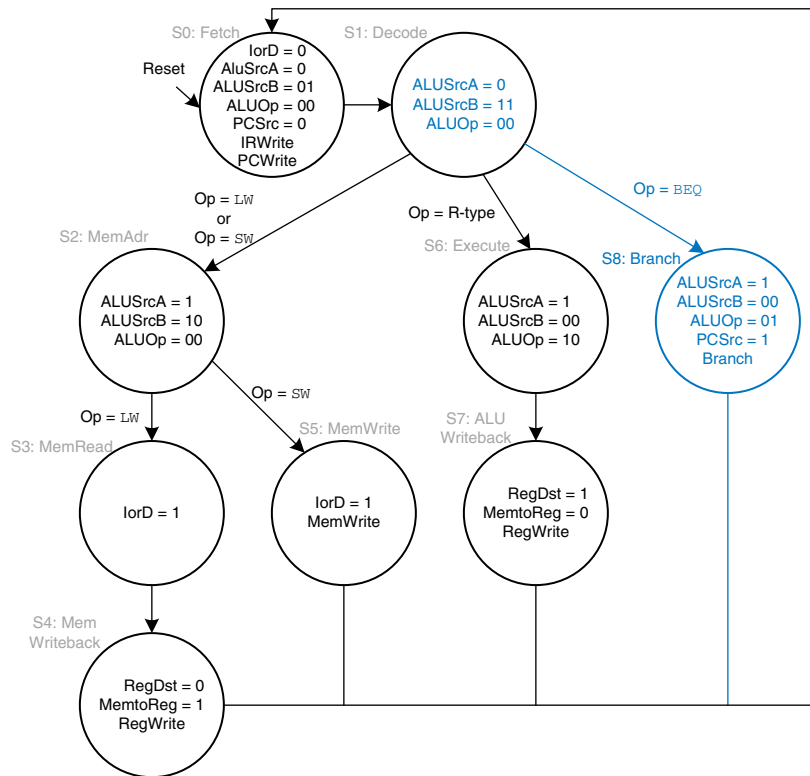 S0: Fetch
S1: Decode
Reset
IorD = 0
AluSrcA = 0
ALUSrcB = 01
ALUOp = 00
PCSrc = 0
IRWrite
PCWrite
ALUSrcA = 0
ALUSrcB = 11
ALUOp = 00
Op = LW
or
Op = SW
Op = R-type
Op = BEQ
S2: MemAdr
S6: Execute
S8: Branch
ALUSrcA = 1
ALUSrcB = 10
ALUOp = 00
ALUSrcA = 1
ALUSrcB = 00
ALUOp = 10
ALUSrcA = 1
ALUSrcB = 00
ALUOp = 01
PCSrc = 1
Branch
Op = LW
Op = SW
S3: MemRead
S5: MemWrite
S7: ALU
Writeback
IorD = 1
IorD = 1
MemWrite
RegDst = 1
MemtoReg = 0
RegWrite
S4: Mem
Writeback
RegDst = 0
MemtoReg = 1
RegWrite